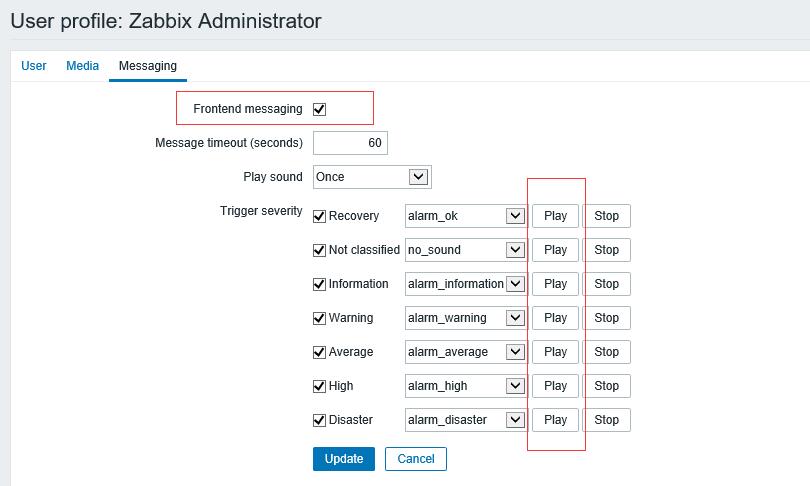 User profile: Zabbix Administrator
User Media Messaging
Frontend messaging
Message timeout (seconds) 60
Play sound Once
Trigger severity Recovery alarm_ok Play Stop
Not classified no_sound Play Stop
Information alarm_information Play Stop
Warning alarm_warning Play Stop
Average alarm_average Play Stop
High alarm_high Play Stop
Disaster alarm_disaster Play Stop
Update Cancel